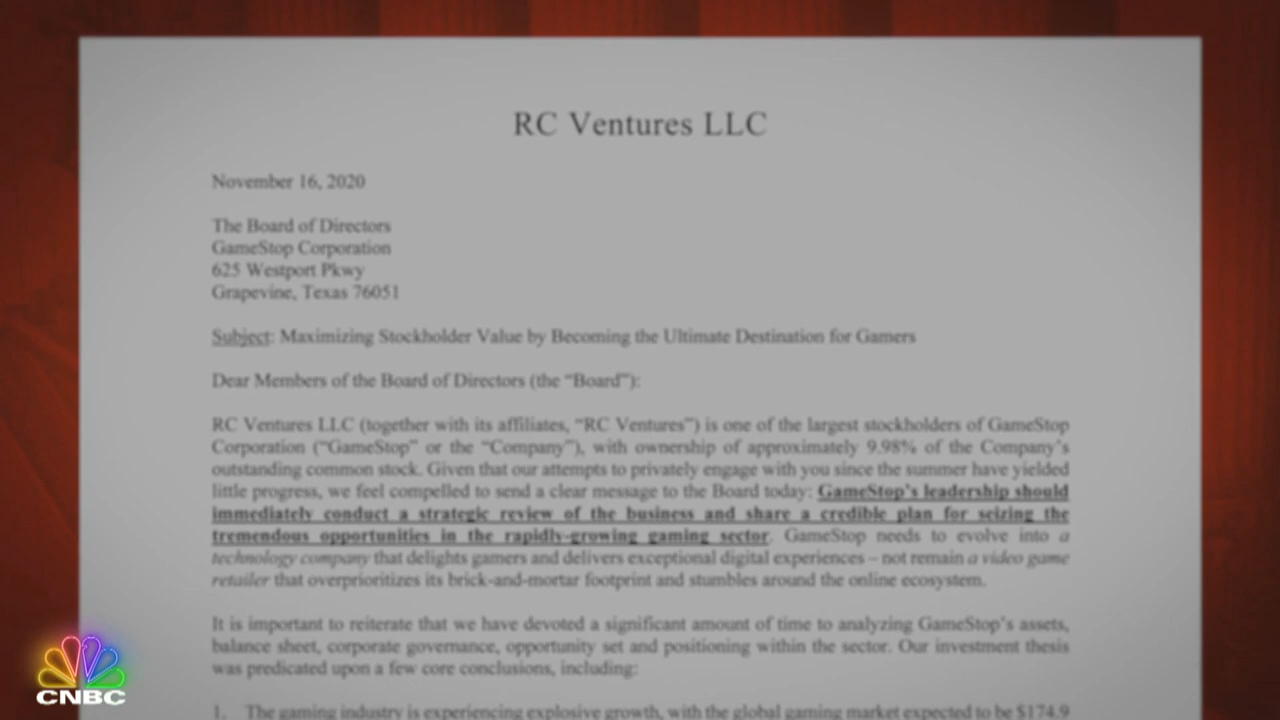 RC Ventures LLC
November 16, 2020
The Board of Directors
GameStop Corporation
625 Westport Pkwy
Grapevine, Texas 76051
Subject: Maximizing Stockholder Value by Becoming the Ultimate Destination for Gamers
Dear Members of the Board of Directors (the “Board”):
RC Ventures LLC (together with its affiliates, “RC Ventures”) is one of the largest stockholders of GameStop
Corporation (“GameStop” or the “Company”), with ownership of approximately 9.98% of the Company’s
outstanding common stock. Given that our attempts to privately engage with you since the summer have yielded
little progress, we feel compelled to send a clear message to the Board today: GameStop’s leadership should
immediately conduct a strategic review of the business and share a credible plan for seizing the
tremendous opportunities in the rapidly-growing gaming sector. GameStop needs to evolve into a
technology company that delights gamers and delivers exceptional digital experiences – not remain a video game
retailer that overprioritizes its brick-and-mortar footprint and stumbles around the online ecosystem.
It is important to reiterate that we have devoted a significant amount of time to analyzing GameStop’s assets,
balance sheet, corporate governance, opportunity set and positioning within the sector. Our investment thesis
was predicated upon a few core conclusions, including:
1. The gaming industry is experiencing explosive growth, with the global gaming market expected to be $174.9
CNBC